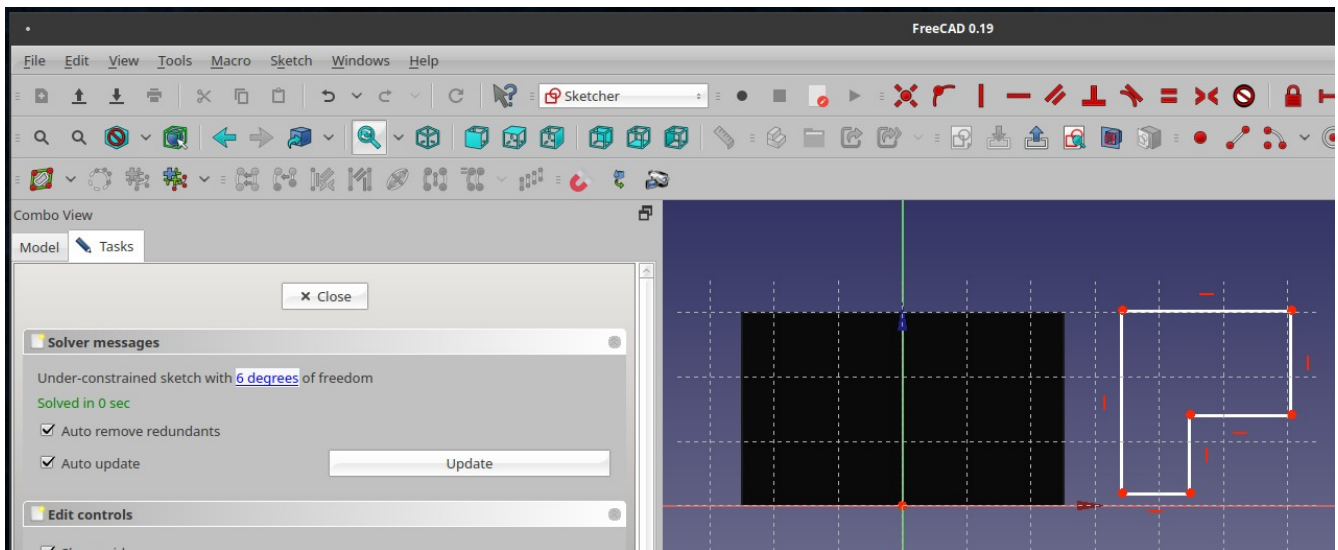 FreeCAD 0.19
File Edit View Tools Macro Sketch Windows Help
Sketcher
Combo View
Model Tasks
Close
Solver messages
Under-constrained sketch with 6 degrees of freedom
Solved in 0 sec
Auto remove redundants
Auto update Update
Edit controls